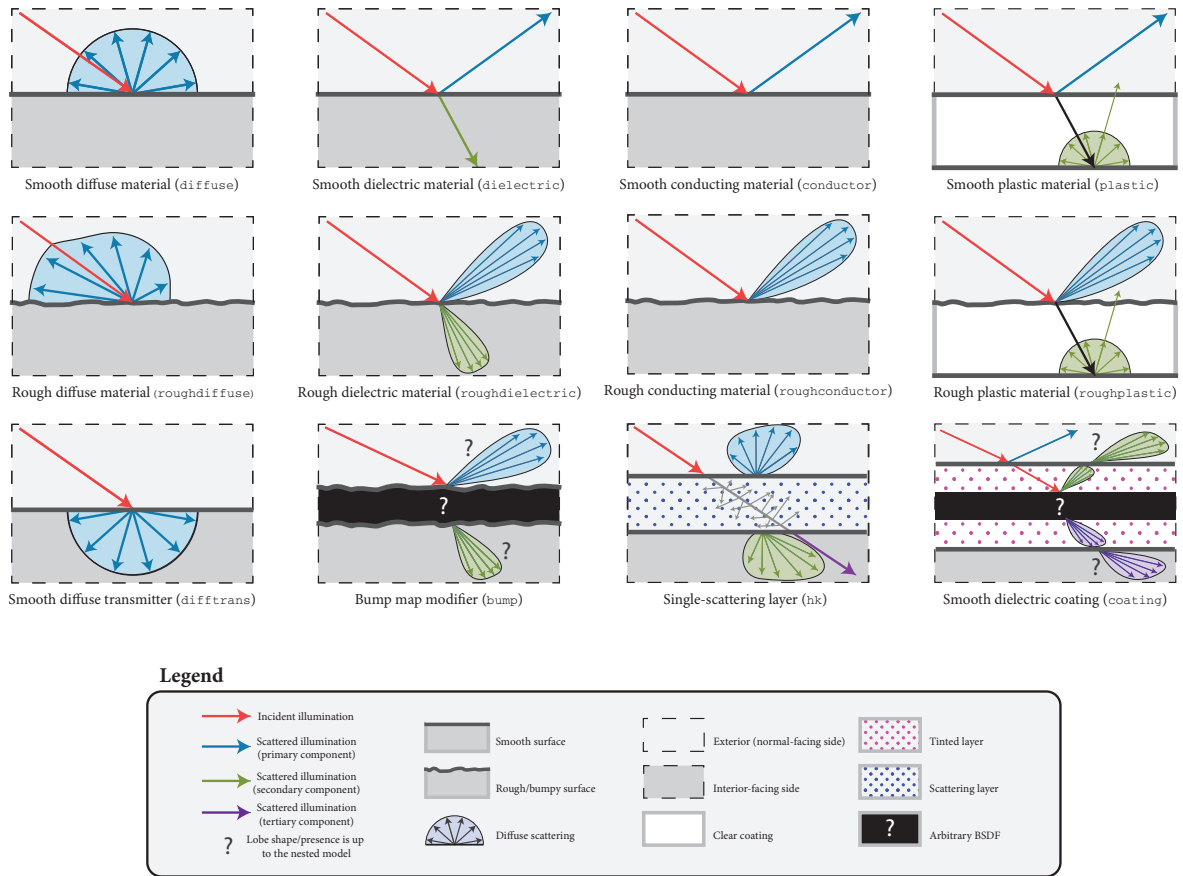 Smooth diffuse material (diffuse)
Smooth dielectric material (dielectric)
Smooth conducting material (conductor)
Smooth plastic material (plastic)
Rough diffuse material (roughdiffuse)
Rough dielectric material (roughdielectric)
Rough conducting material (roughconductor)
Rough plastic material (roughplastic)
?
?
?
?
?
?
Smooth diffuse transmitter (difftrans)
Bump map modifier (bump)
Single-scattering layer (hk)
Smooth dielectric coating (coating)
Legend
Incident illumination
Scattered illumination
(primary component)
Scattered illumination
(secondary component)
Scattered illumination
(tertiary component)
? Lobe shape/presence is up
to the nested model
Smooth surface
Rough/bumpy surface
Diffuse scattering
Exterior (normal-facing side)
Interior-facing side
Clear coating
Tinted layer
Scattering layer
? Arbitrary BSDF